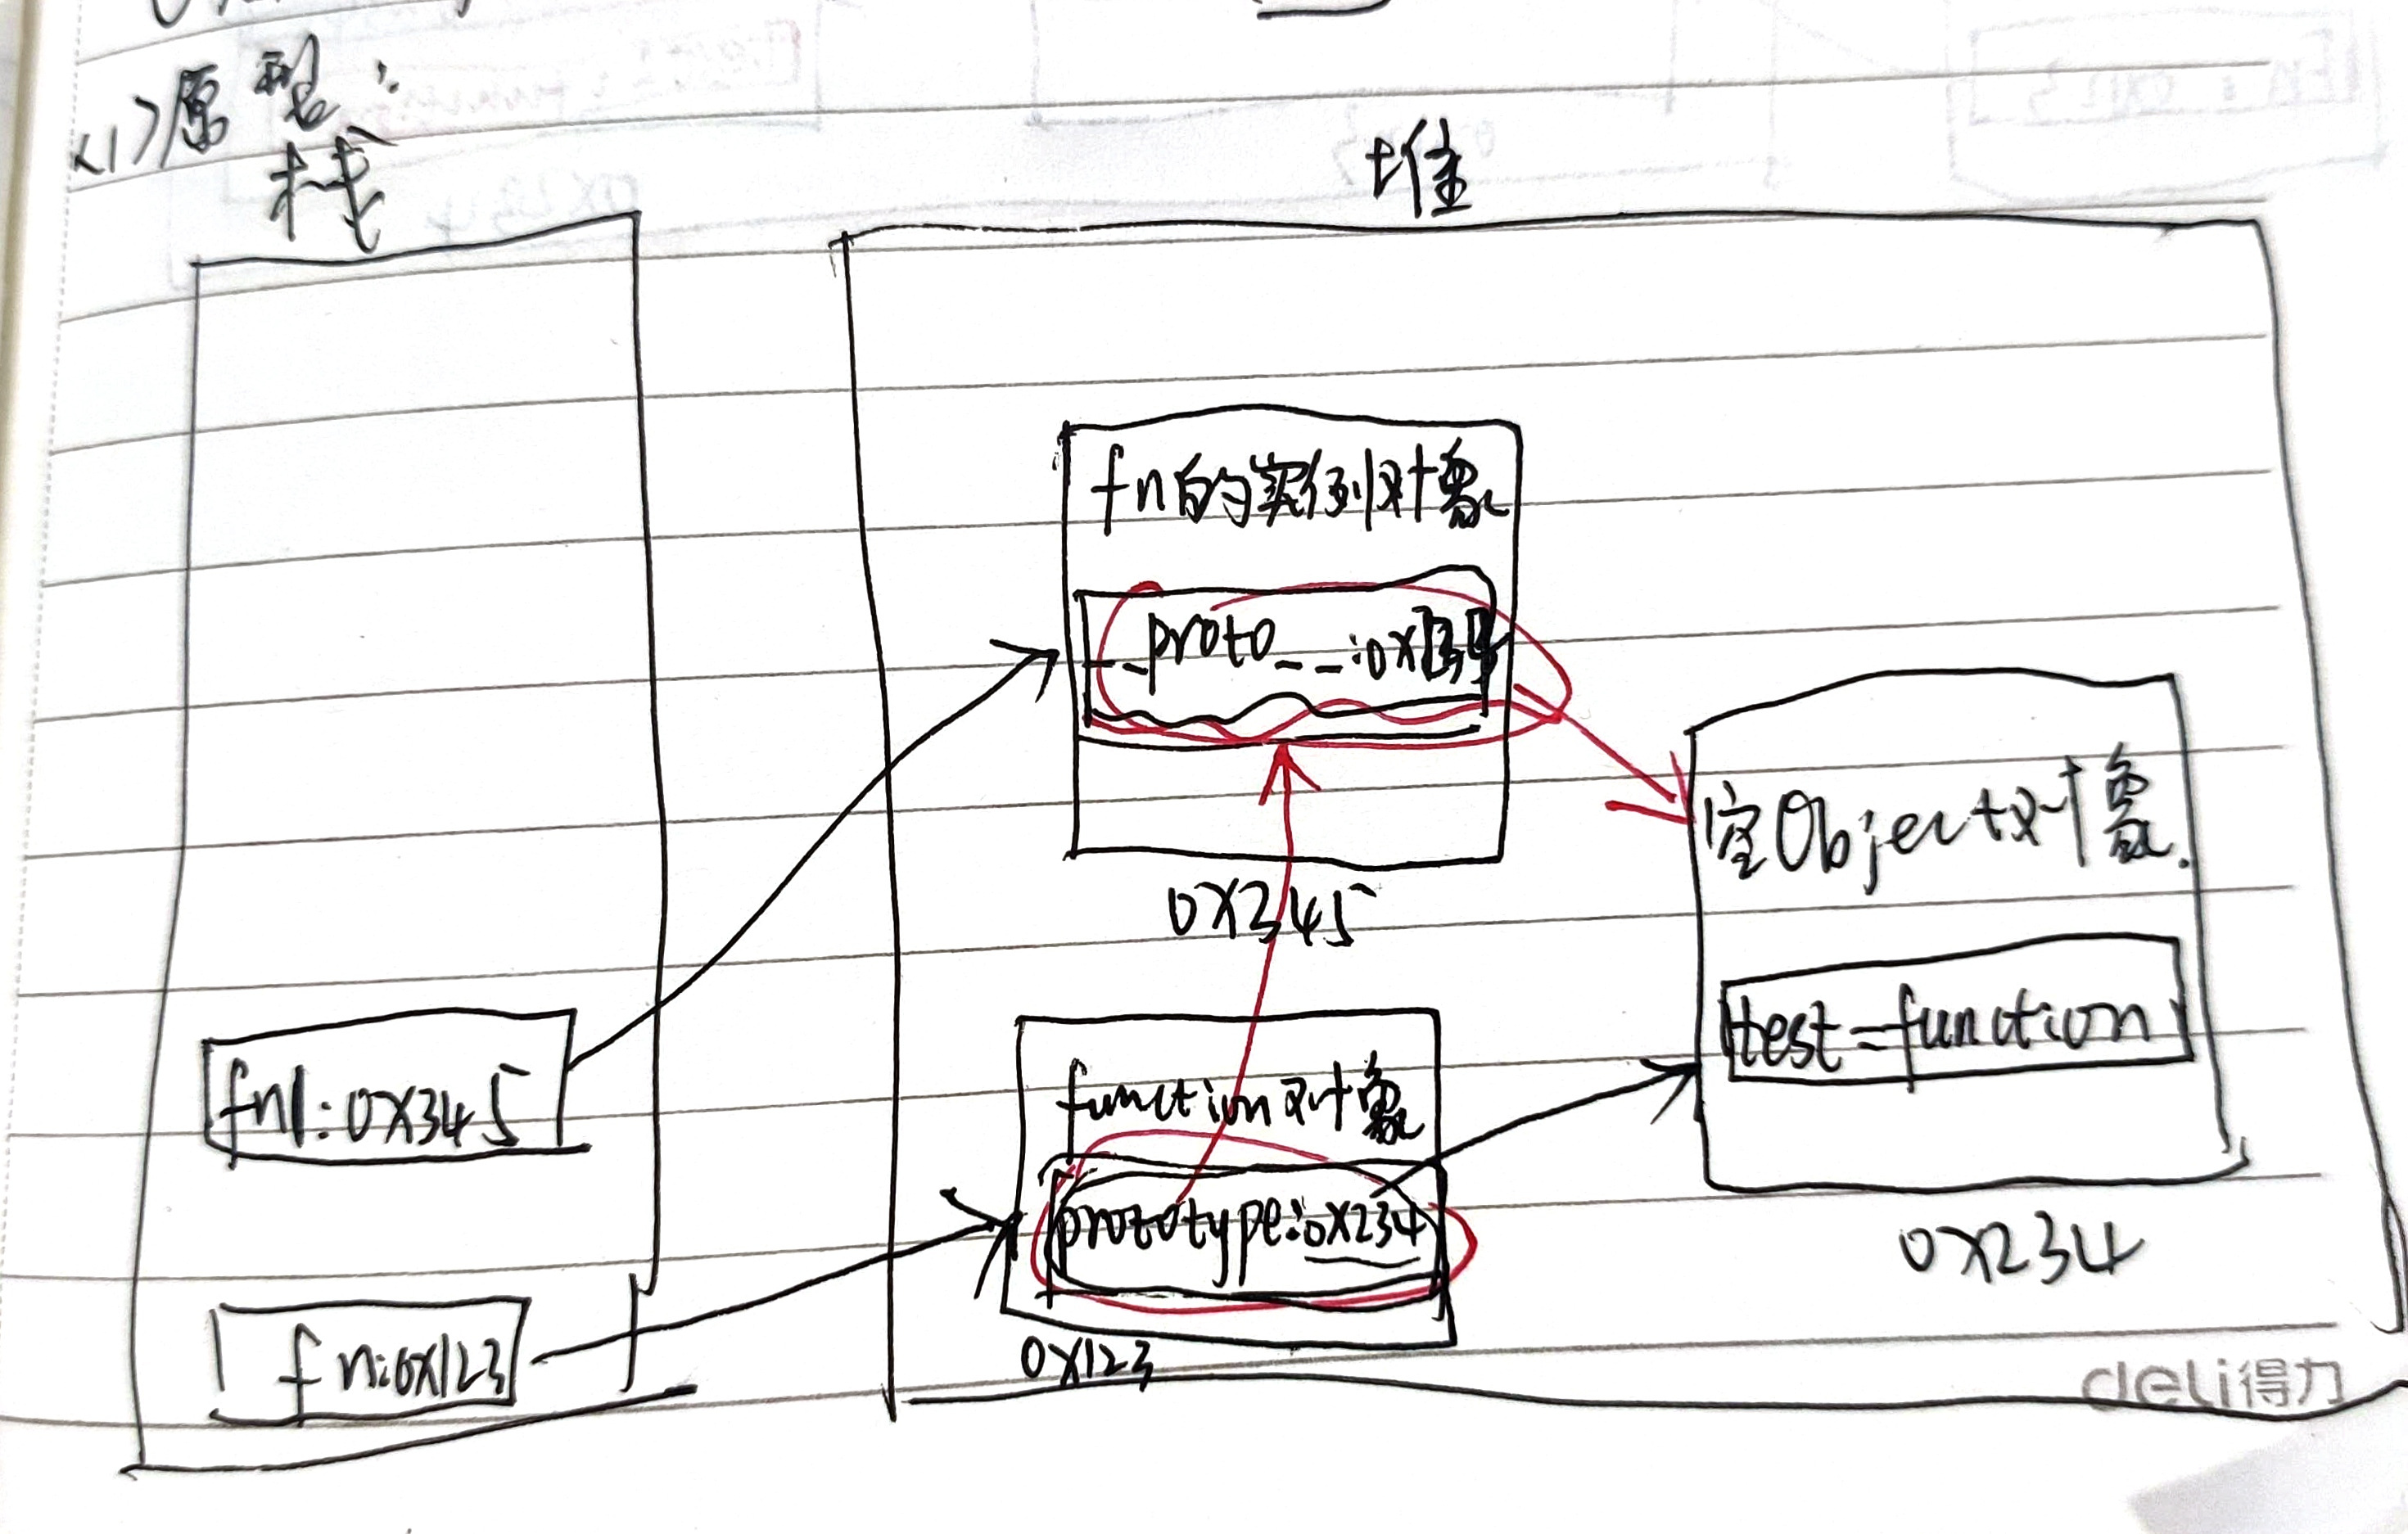 <1>原型:
栈
堆
fn的实例对象
__proto__:0x
0x345
空Object对象.
test=function
0x234
fn1:0x345
function对象
prototype:0x234
0x123
fn:0x123
deli得力